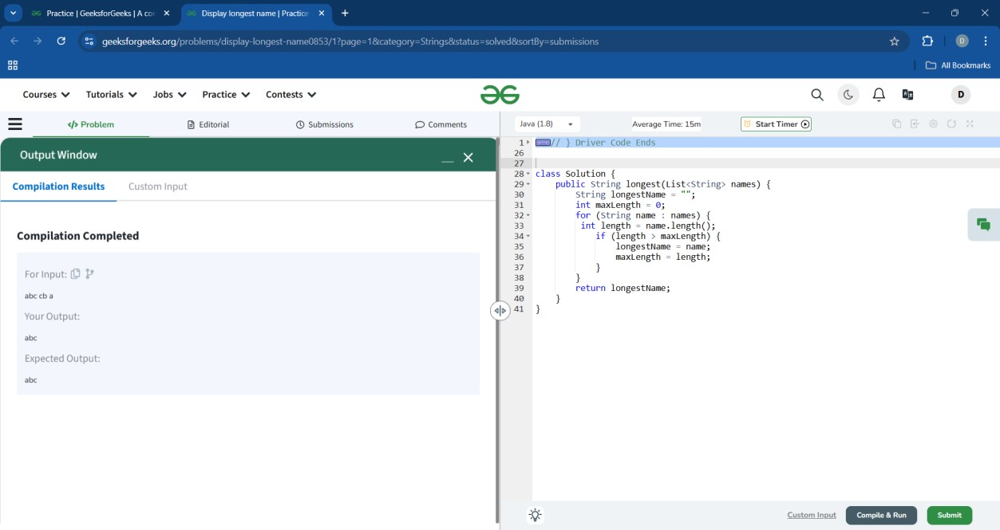 Practice | GeeksforGeeks | A cor
Display longest name | Practice
geeksforgeeks.org/problems/display-longest-name0853/1?page=1&category=Strings&status=solved&sortBy=submissions
D
All Bookmarks
Courses Tutorials Jobs Practice Contests
D
</> Problem Editorial Submissions Comments
Java (1.8) Average Time: 15m Start Timer
Output Window
Compilation Results Custom Input
Compilation Completed
For Input:
abc cb a
Your Output:
abc
Expected Output:
abc
1 // } Driver Code Ends
26
27
28 class Solution {
29 public String longest(List<String> names) {
30 String longestName = "";
31 int maxLength = 0;
32 for (String name : names) {
33 int length = name.length();
34 if (length > maxLength) {
35 longestName = name;
36 maxLength = length;
37 }
38 }
39 return longestName;
40 }
41 }
Custom Input Compile & Run Submit